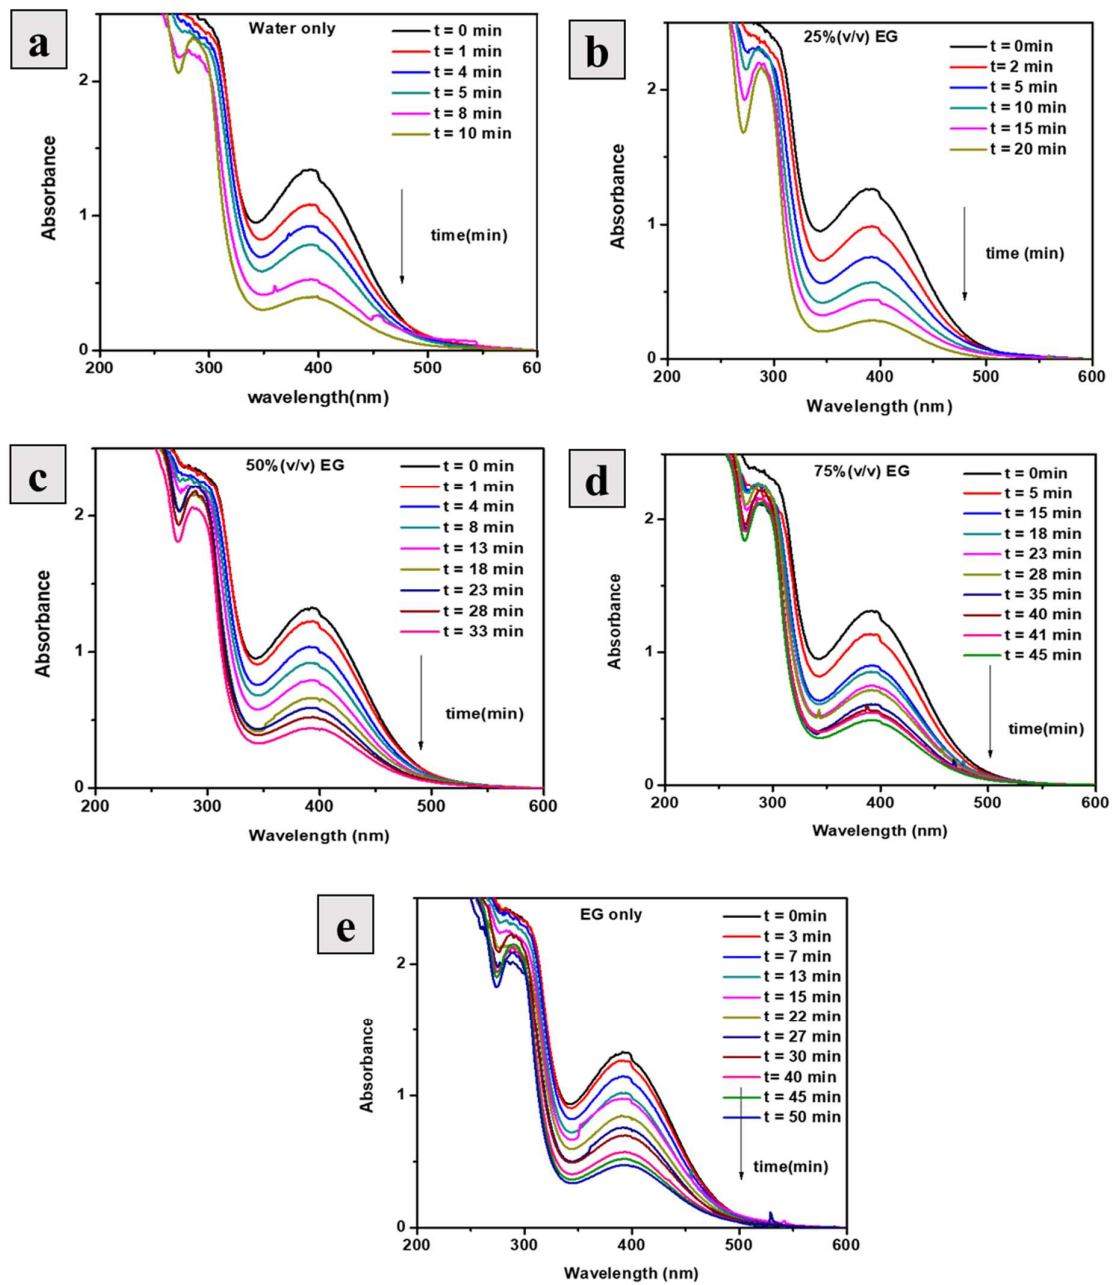 a
Water only
t = 0 min
t = 1 min
t = 4 min
t = 5 min
t = 8 min
t = 10 min
time(min)
Absorbance
2
1
0
200
300
400
500
60
wavelength(nm)
b
25%(v/v) EG
t = 0min
t= 2 min
t = 5 min
t = 10 min
t = 15 min
t = 20 min
time (min)
Absorbance
2
1
0
200
300
400
500
600
Wavelength (nm)
c
50%(v/v) EG
t = 0 min
t = 1 min
t = 4 min
t = 8 min
t = 13 min
t = 18 min
t = 23 min
t = 28 min
t = 33 min
time(min)
Absorbance
2
1
0
200
300
400
500
600
Wavelength (nm)
d
75%(v/v) EG
t = 0min
t = 5 min
t = 15 min
t = 18 min
t = 23 min
t = 28 min
t = 35 min
t = 40 min
t = 41 min
t = 45 min
time(min)
Absorbance
2
1
0
200
300
400
500
600
Wavelength (nm)
e
EG only
t = 0min
t = 3 min
t = 7 min
t = 13 min
t = 15 min
t = 22 min
t = 27 min
t = 30 min
t= 40 min
t = 45 min
t = 50 min
time(min)
Absorbance
2
1
0
200
300
400
500
600
Wavelength (nm)